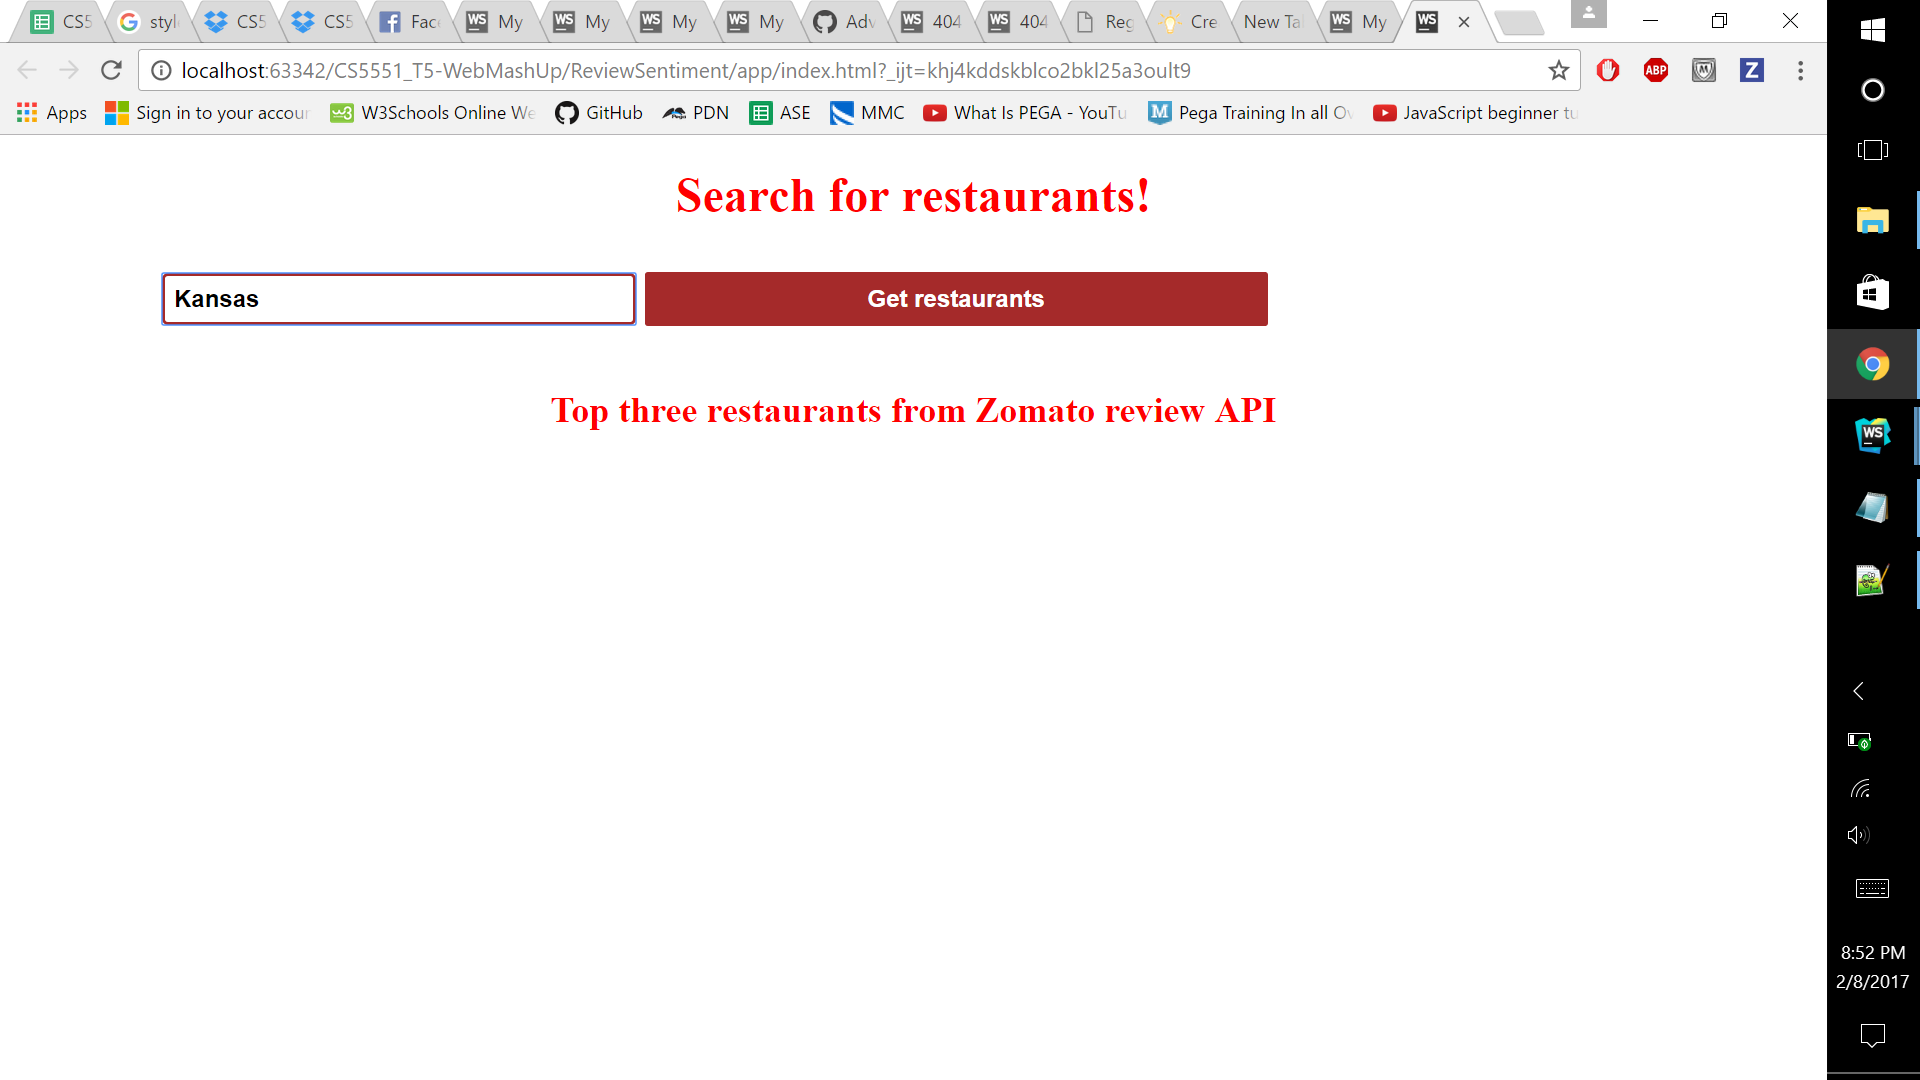 CS5 styl CS5 CS5 Fac My My My My Adv 404 404 Reg Cre New Ta My
localhost:63342/CS5551_T5-WebMashUp/ReviewSentiment/app/index.html?_ijt=khj4kddskblco2bkl25a3oult9
ABP
Z
Apps Sign in to your accour W3Schools Online We GitHub PDN ASE MMC What Is PEGA - YouTu Pega Training In all Ov JavaScript beginner tu
Search for restaurants!
Kansas Get restaurants
Top three restaurants from Zomato review API
WS
8:52 PM
2/8/2017